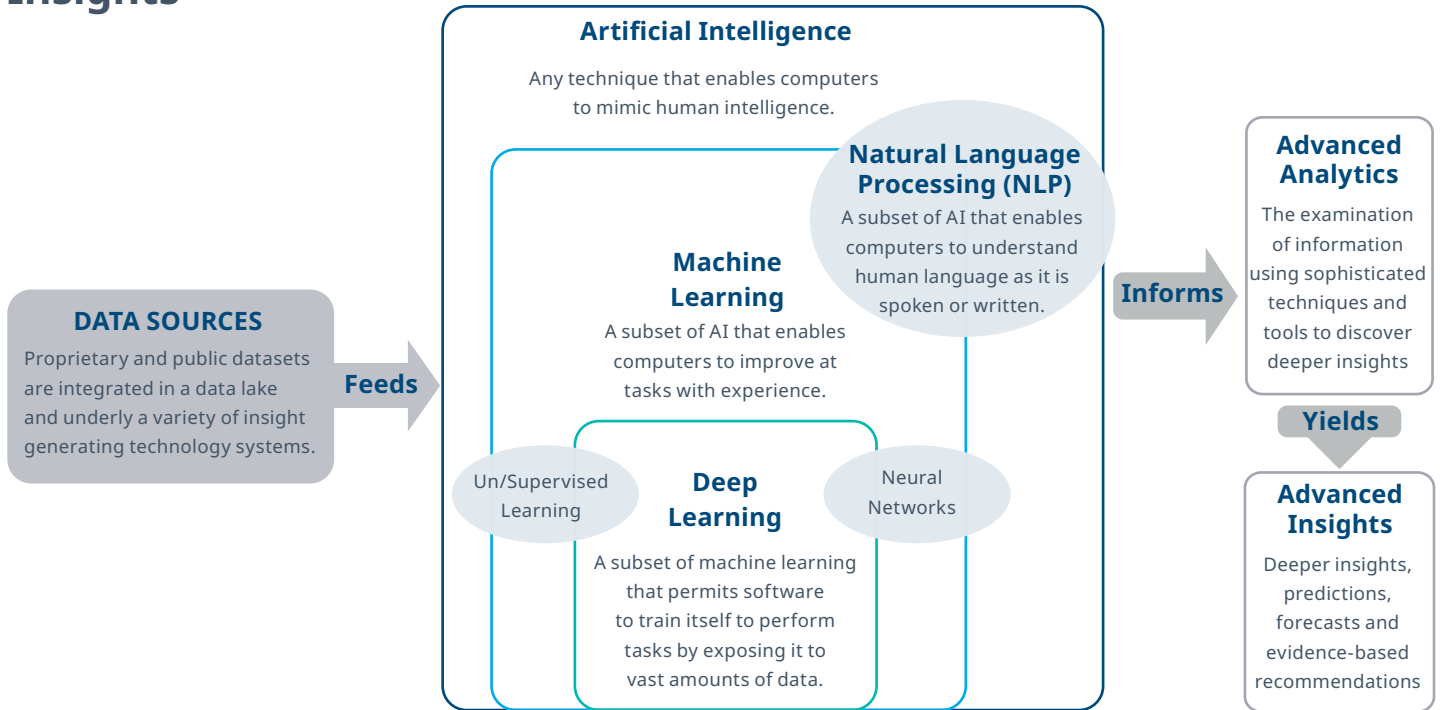 Insights
DATA SOURCES
Proprietary and public datasets
are integrated in a data lake
and underly a variety of insight
generating technology systems.
Feeds
Artificial Intelligence
Any technique that enables computers
to mimic human intelligence.
Natural Language
Processing (NLP)
A subset of AI that enables
computers to understand
human language as it is
spoken or written.
Machine
Learning
A subset of AI that enables
computers to improve at
tasks with experience.
Un/Supervised
Learning
Deep
Learning
A subset of machine learning
that permits software
to train itself to perform
tasks by exposing it to
vast amounts of data.
Neural
Networks
Informs
Advanced
Analytics
The examination
of information
using sophisticated
techniques and
tools to discover
deeper insights
Yields
Advanced
Insights
Deeper insights,
predictions,
forecasts and
evidence-based
recommendations